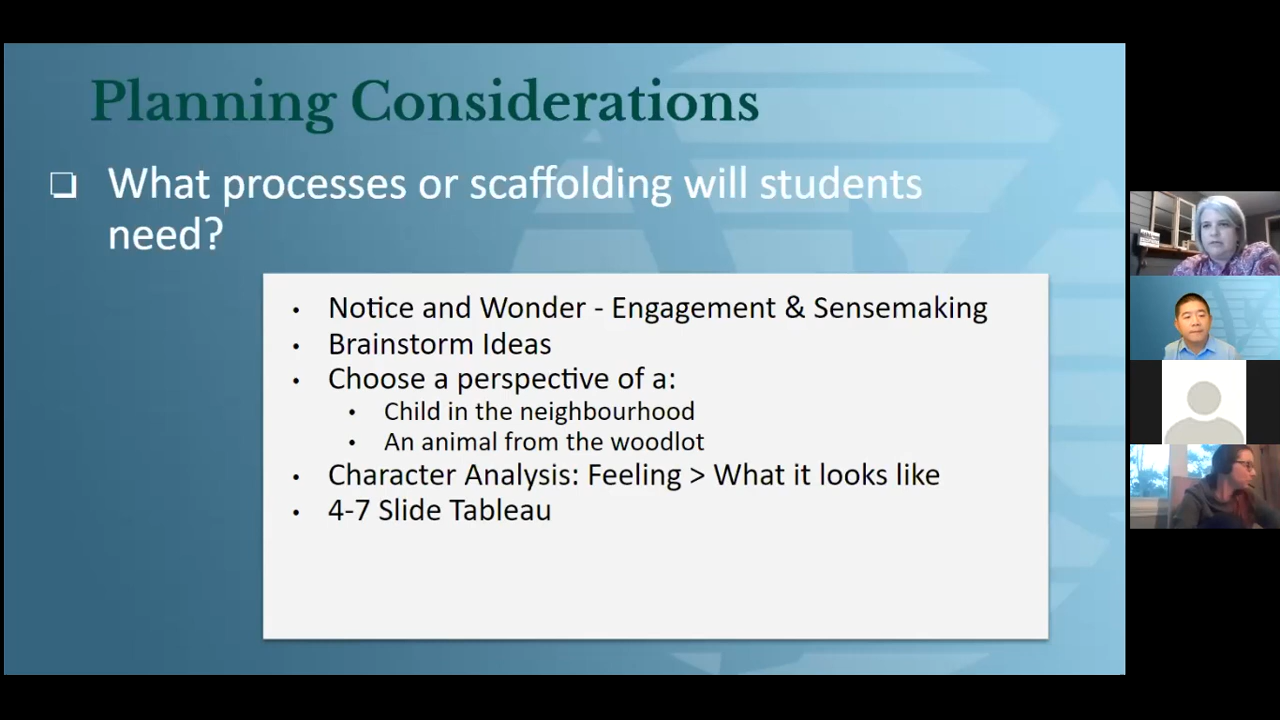 Planning Considerations
❏ What processes or scaffolding will students
need?
• Notice and Wonder - Engagement & Sensemaking
• Brainstorm Ideas
• Choose a perspective of a:
• Child in the neighbourhood
• An animal from the woodlot
• Character Analysis: Feeling > What it looks like
• 4-7 Slide Tableau